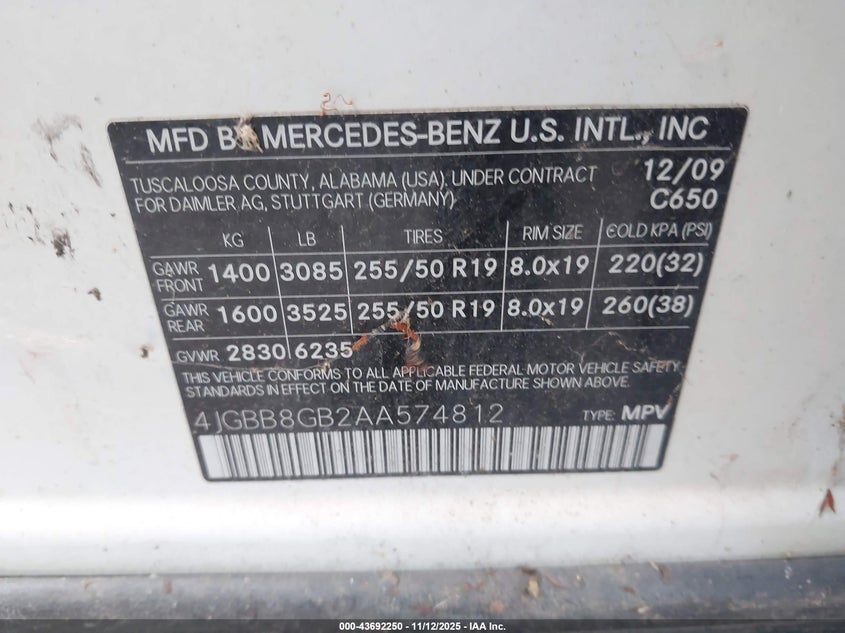 MFD BY MERCEDES-BENZ U.S. INTL., INC
TUSCALOOSA COUNTY, ALABAMA (USA). UNDER CONTRACT 12/09
FOR DAIMLER AG, STUTTGART (GERMANY) C650
KG LB TIRES RIM SIZE COLD KPA (PSI)
GAWR FRONT 1400 3085 255/50 R19 8.0x19 220(32)
GAWR REAR 1600 3525 255/50 R19 8.0x19 260(38)
GVWR 2830 6235
THIS VEHICLE CONFORMS TO ALL APPLICABLE FEDERAL MOTOR VEHICLE SAFETY
STANDARDS IN EFFECT ON THE DATE OF MANUFACTURE SHOWN ABOVE.
4JGBB8GB2AA574812 TYPE: MPV
000-43692250 - 11/12/2025 - IAA Inc.